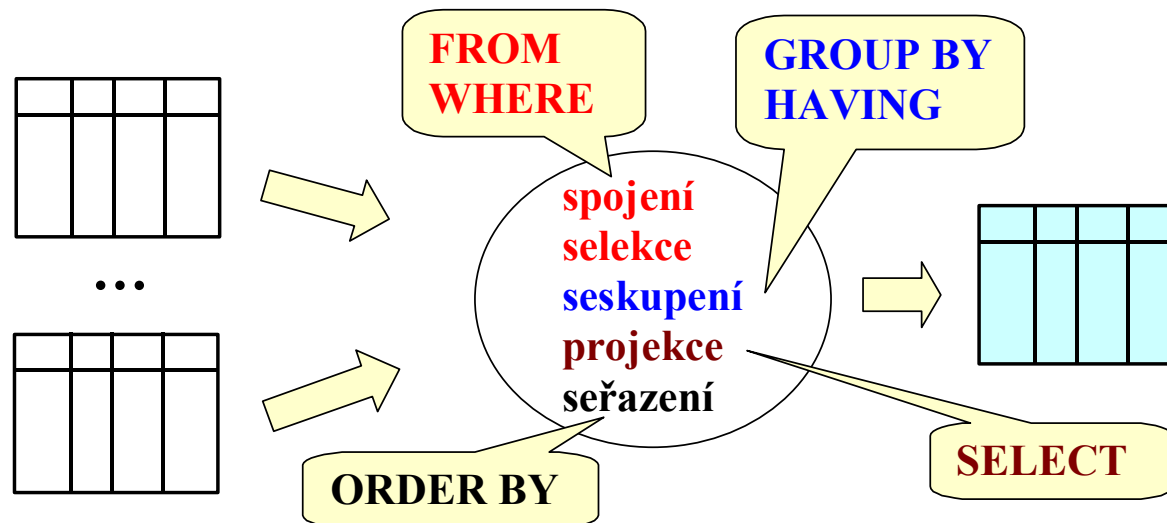 FROM
WHERE
GROUP BY
HAVING
spojení
selekce
seskupení
projekce
seřazení
...
ORDER BY
SELECT